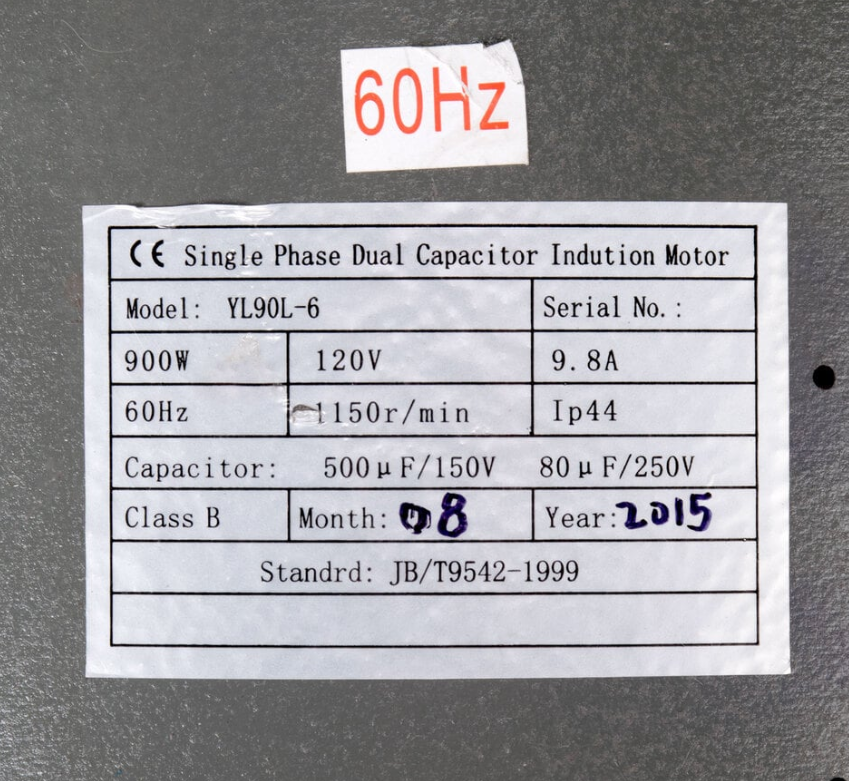 60Hz
CE Single Phase Dual Capacitor Indution Motor
Model: YL90L-6 Serial No.:
900W 120V 9.8A
60Hz 1150r/min Ip44
Capacitor: 500μF/150V 80μF/250V
Class B Month: 08 Year: 2015
Standrd: JB/T9542-1999